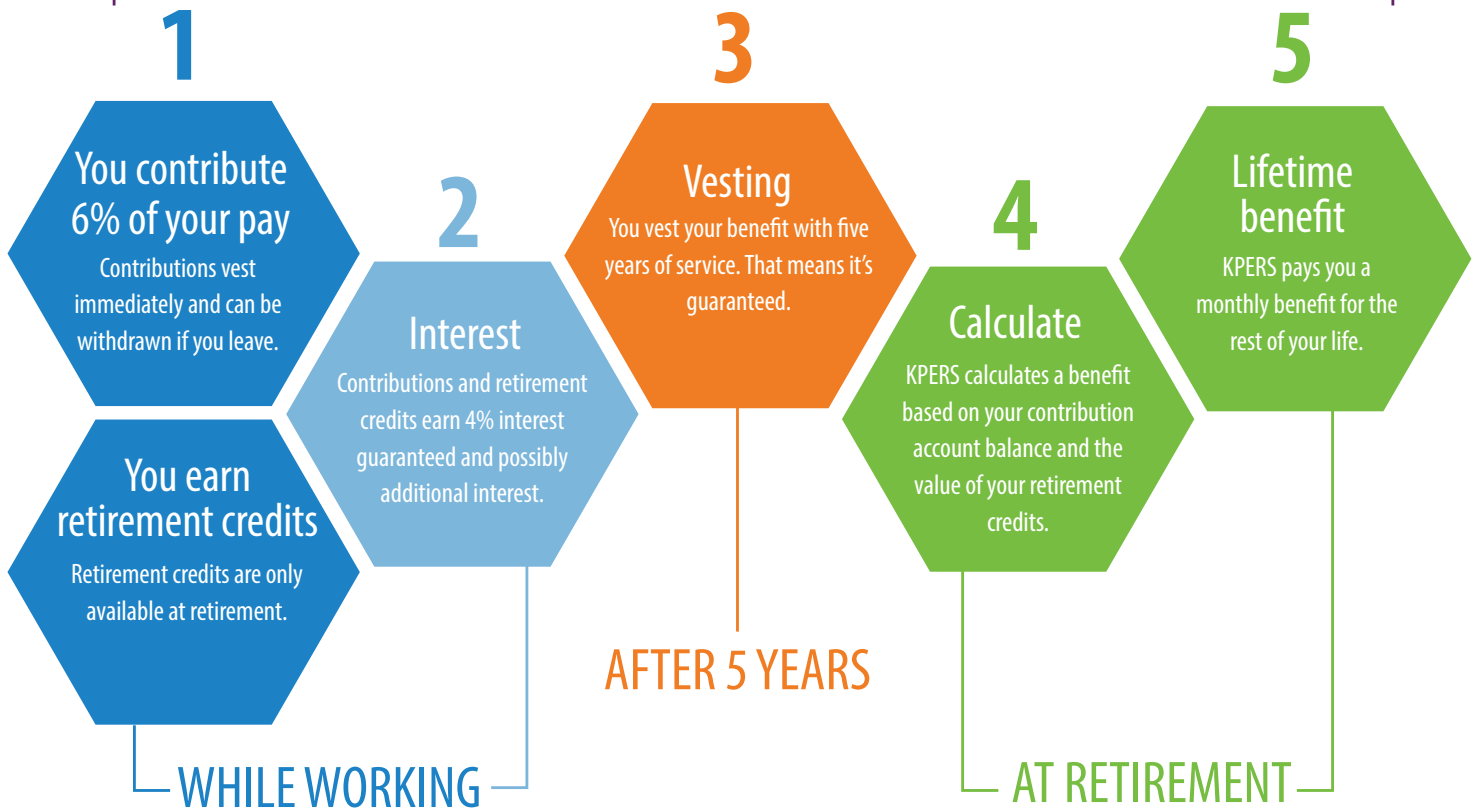 1
You contribute
6% of your pay
Contributions vest
immediately and can be
withdrawn if you leave.
You earn
retirement credits
Retirement credits are only
available at retirement.
2
Interest
Contributions and retirement
credits earn 4% interest
guaranteed and possibly
additional interest.
WHILE WORKING
3
Vesting
You vest your benefit with five
years of service. That means it's
guaranteed.
AFTER 5 YEARS
4
Calculate
KPERS calculates a benefit
based on your contribution
account balance and the
value of your retirement
credits.
5
Lifetime
benefit
KPERS pays you a
monthly benefit for the
rest of your life.
AT RETIREMENT